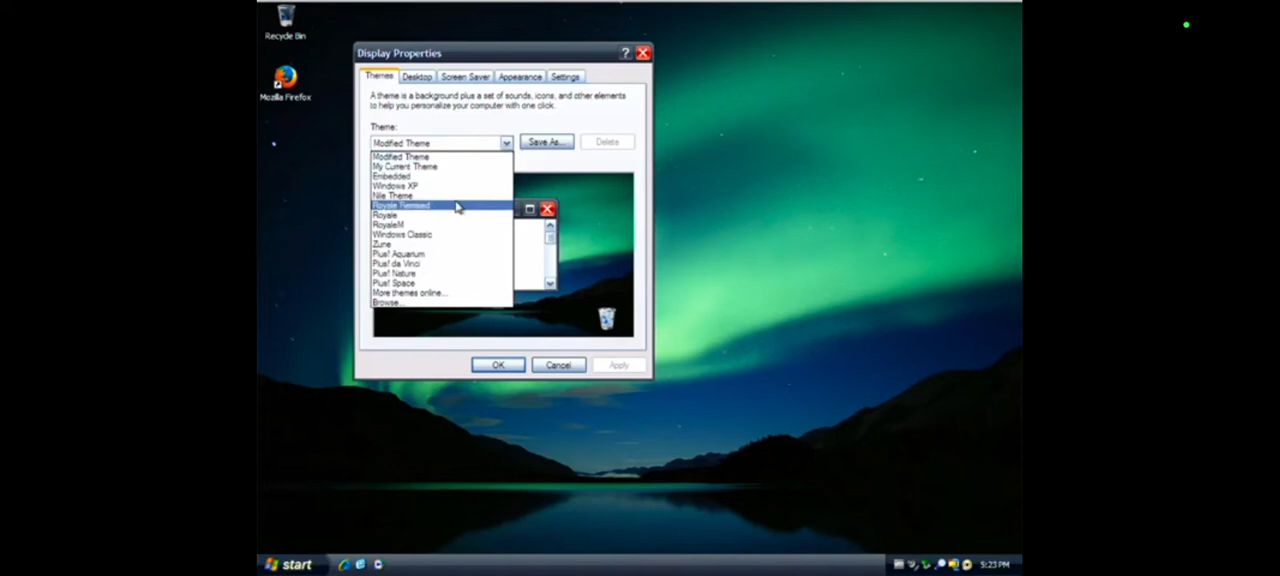 Recycle Bin
Mozilla Firefox
Display Properties
Themes
Desktop
Screen Saver
Appearance
Settings
A theme is a background plus a set of sounds, icons, and other elements
to help you personalize your computer with one click.
Theme:
Modified Theme
Save As...
Delete
Modified Theme
My Current Theme
Embedded
Windows XP
Nile Theme
Royale Remixed
Royale
RoyaleM
Windows Classic
Zune
Plus! Aquarium
Plus! da Vinci
Plus! Nature
Plus! Space
More themes online...
Browse...
OK
Cancel
Apply
start
5:23 PM